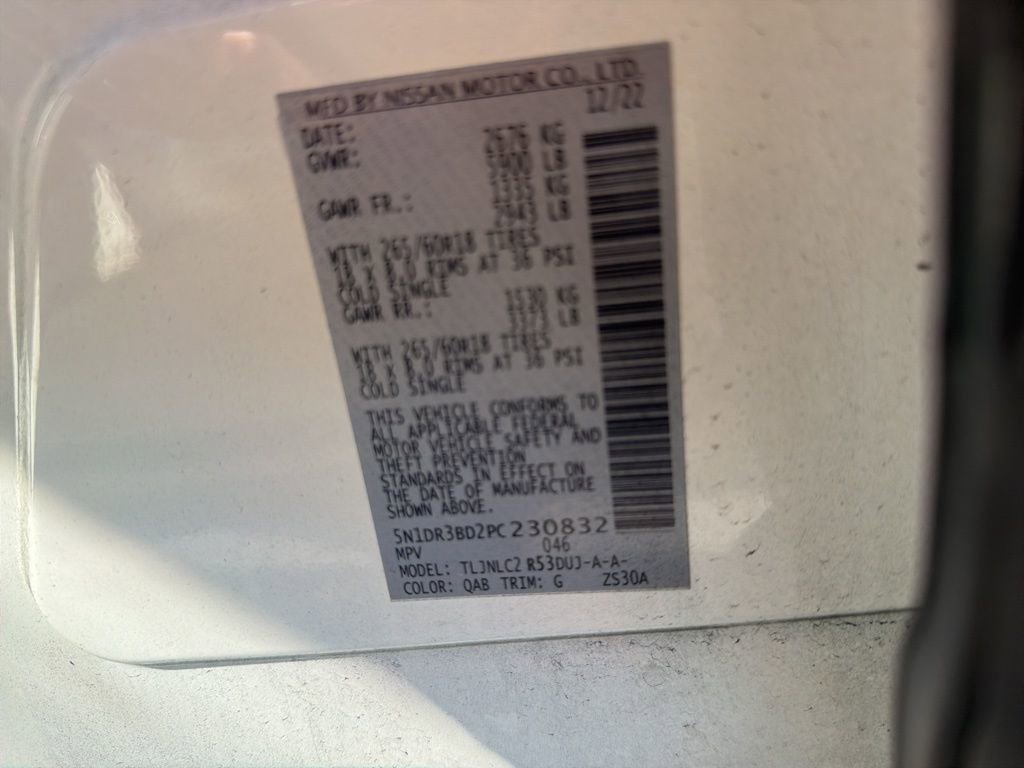 MFD BY NISSAN MOTOR CO., LTD.
DATE: 12/22
GVWR: 2676 KG
5900 LB
GAWR FR.: KG
LB
WITH 265/60R18 TIRES
18 X 8.0 RIMS AT 36 PSI
COLD SINGLE
GAWR RR.: 1530 KG
3373 LB
WITH 265/60R18 TIRES
18 X 8.0 RIMS AT 36 PSI
COLD SINGLE
THIS VEHICLE CONFORMS TO
ALL APPLICABLE FEDERAL
MOTOR VEHICLE SAFETY AND
THEFT PREVENTION
STANDARDS IN EFFECT ON
THE DATE OF MANUFACTURE
SHOWN ABOVE.
5N1DR3BD2PC230832
MPV 046
MODEL: TLJNLC2 R53DUJ-A-A-
COLOR: QAB TRIM: G ZS30A